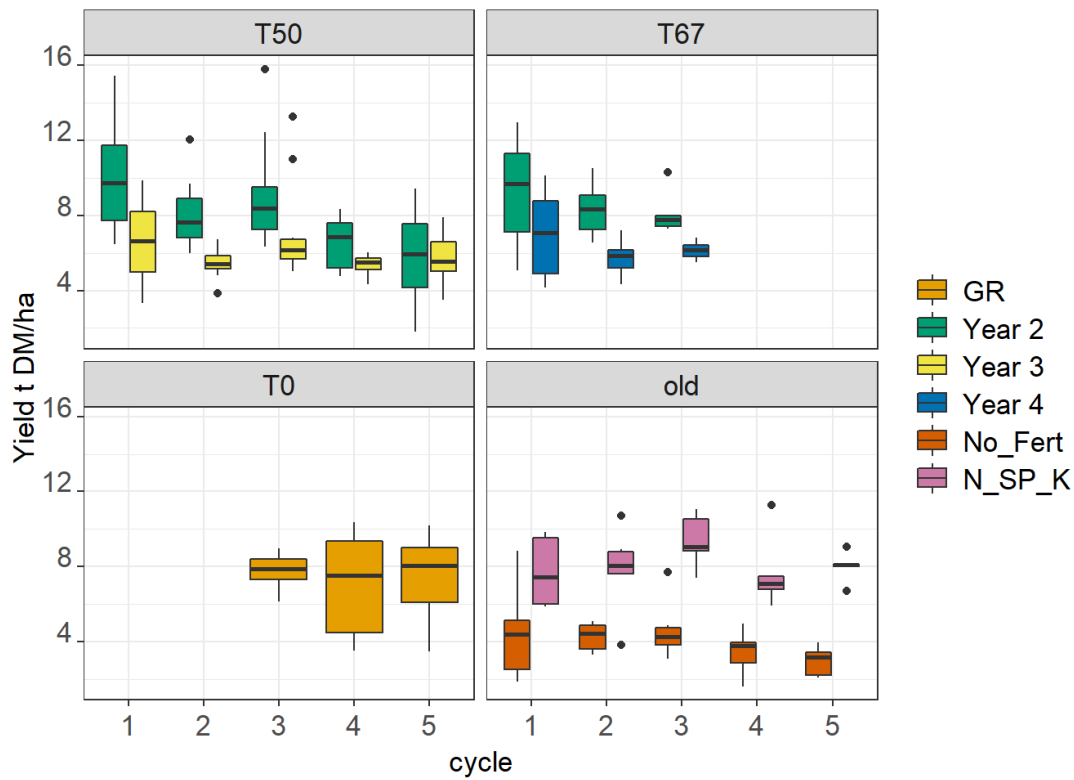 T50
T67
16
12
8
4
T0
old
16
12
8
4
Yield t DM/ha
1 2 3 4 5
1 2 3 4 5
cycle
GR
Year 2
Year 3
Year 4
No_Fert
N_SP_K